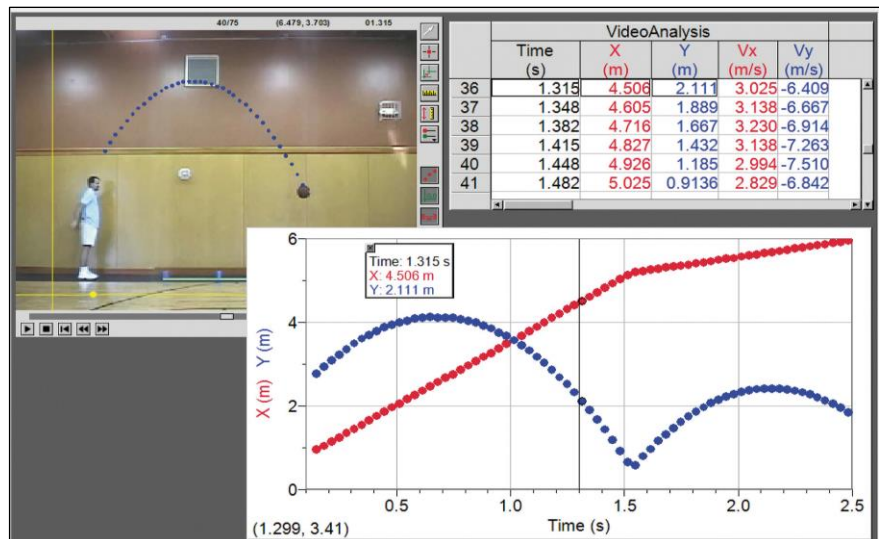 40/75 (6.479, 3.703) 01.315
VideoAnalysis
Time X Y Vx Vy
(s) (m) (m) (m/s) (m/s)
36 1.315 4.506 2.111 3.025 -6.409
37 1.348 4.605 1.889 3.138 -6.667
38 1.382 4.716 1.667 3.230 -6.914
39 1.415 4.827 1.432 3.138 -7.263
40 1.448 4.926 1.185 2.994 -7.510
41 1.482 5.025 0.9136 2.829 -6.842
X (m) Y (m)
6
4
2
0
Time: 1.315 s
X: 4.506 m
Y: 2.111 m
0.5 1.0 1.5 2.0 2.5
(1.299, 3.41) Time (s)